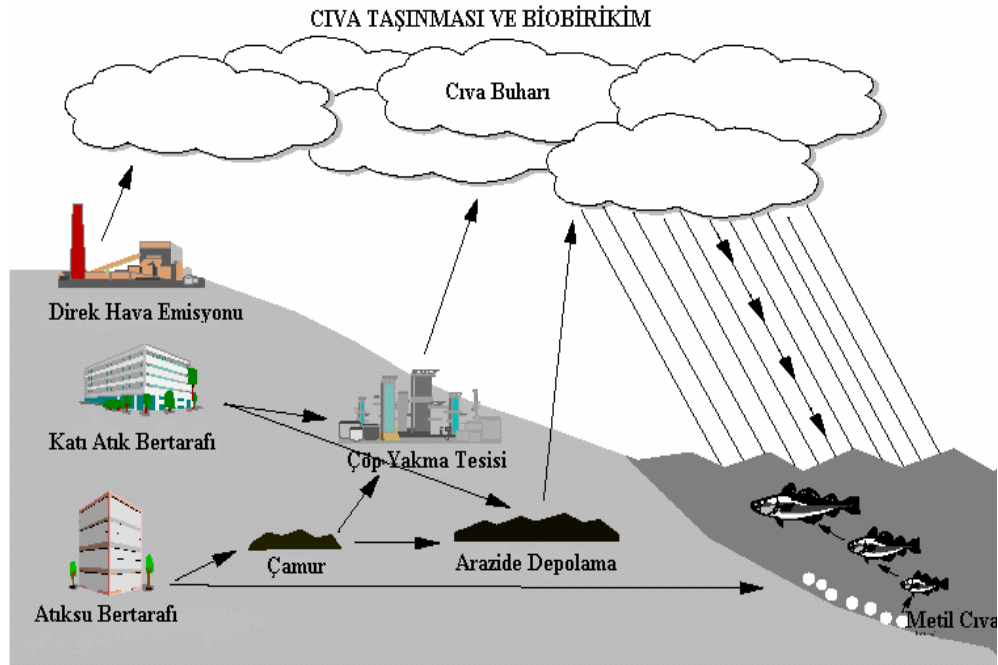 CIVA TAŞINMASI VE BİOBİRİKİM
Cıva Buharı
Direk Hava Emisyonu
Katı Atık Bertarafı
Çöp Yakma Tesisi
Çamur
Arazide Depolama
Atıksu Bertarafı
Metil Cıva